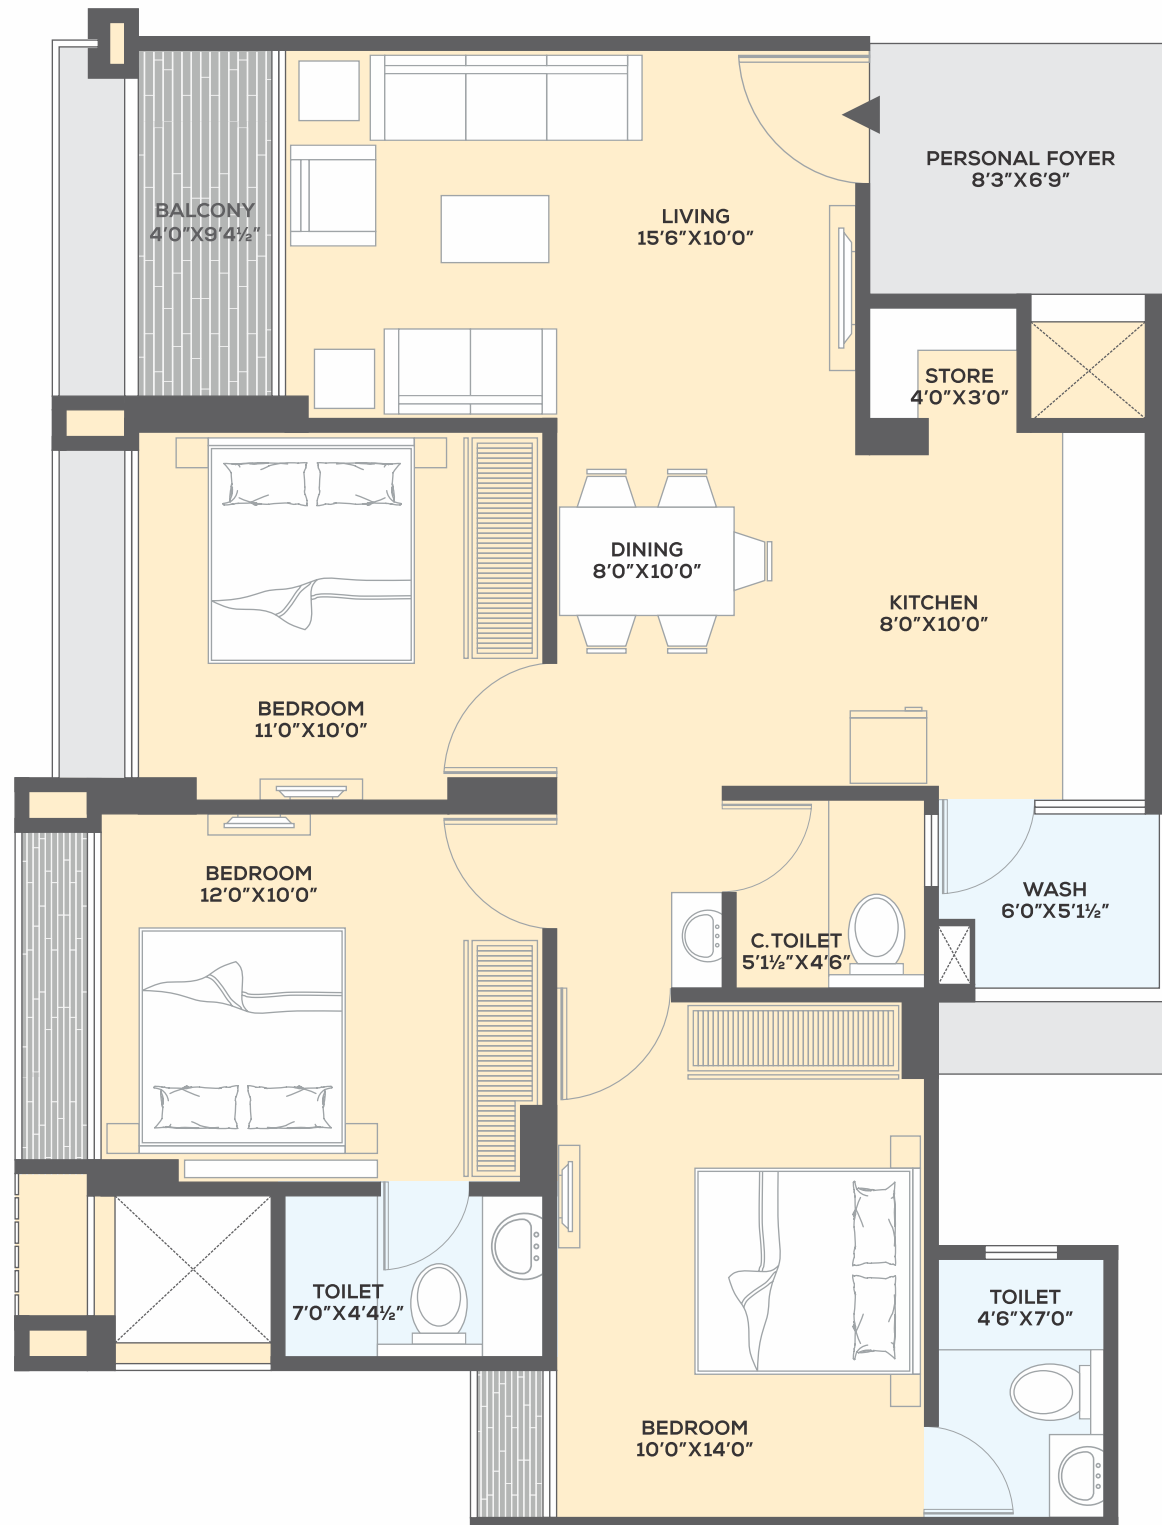 PERSONAL FOYER
8'3"X6'9"
BALCONY
4'0"X9'4½"
LIVING
15'6"X10'0"
STORE
4'0"X3'0"
DINING
8'0"X10'0"
KITCHEN
8'0"X10'0"
BEDROOM
11'0"X10'0"
BEDROOM
12'0"X10'0"
WASH
6'0"X5'1½"
C.TOILET
5'1½"X4'6"
TOILET
7'0"X4'4½"
TOILET
4'6"X7'0"
BEDROOM
10'0"X14'0"